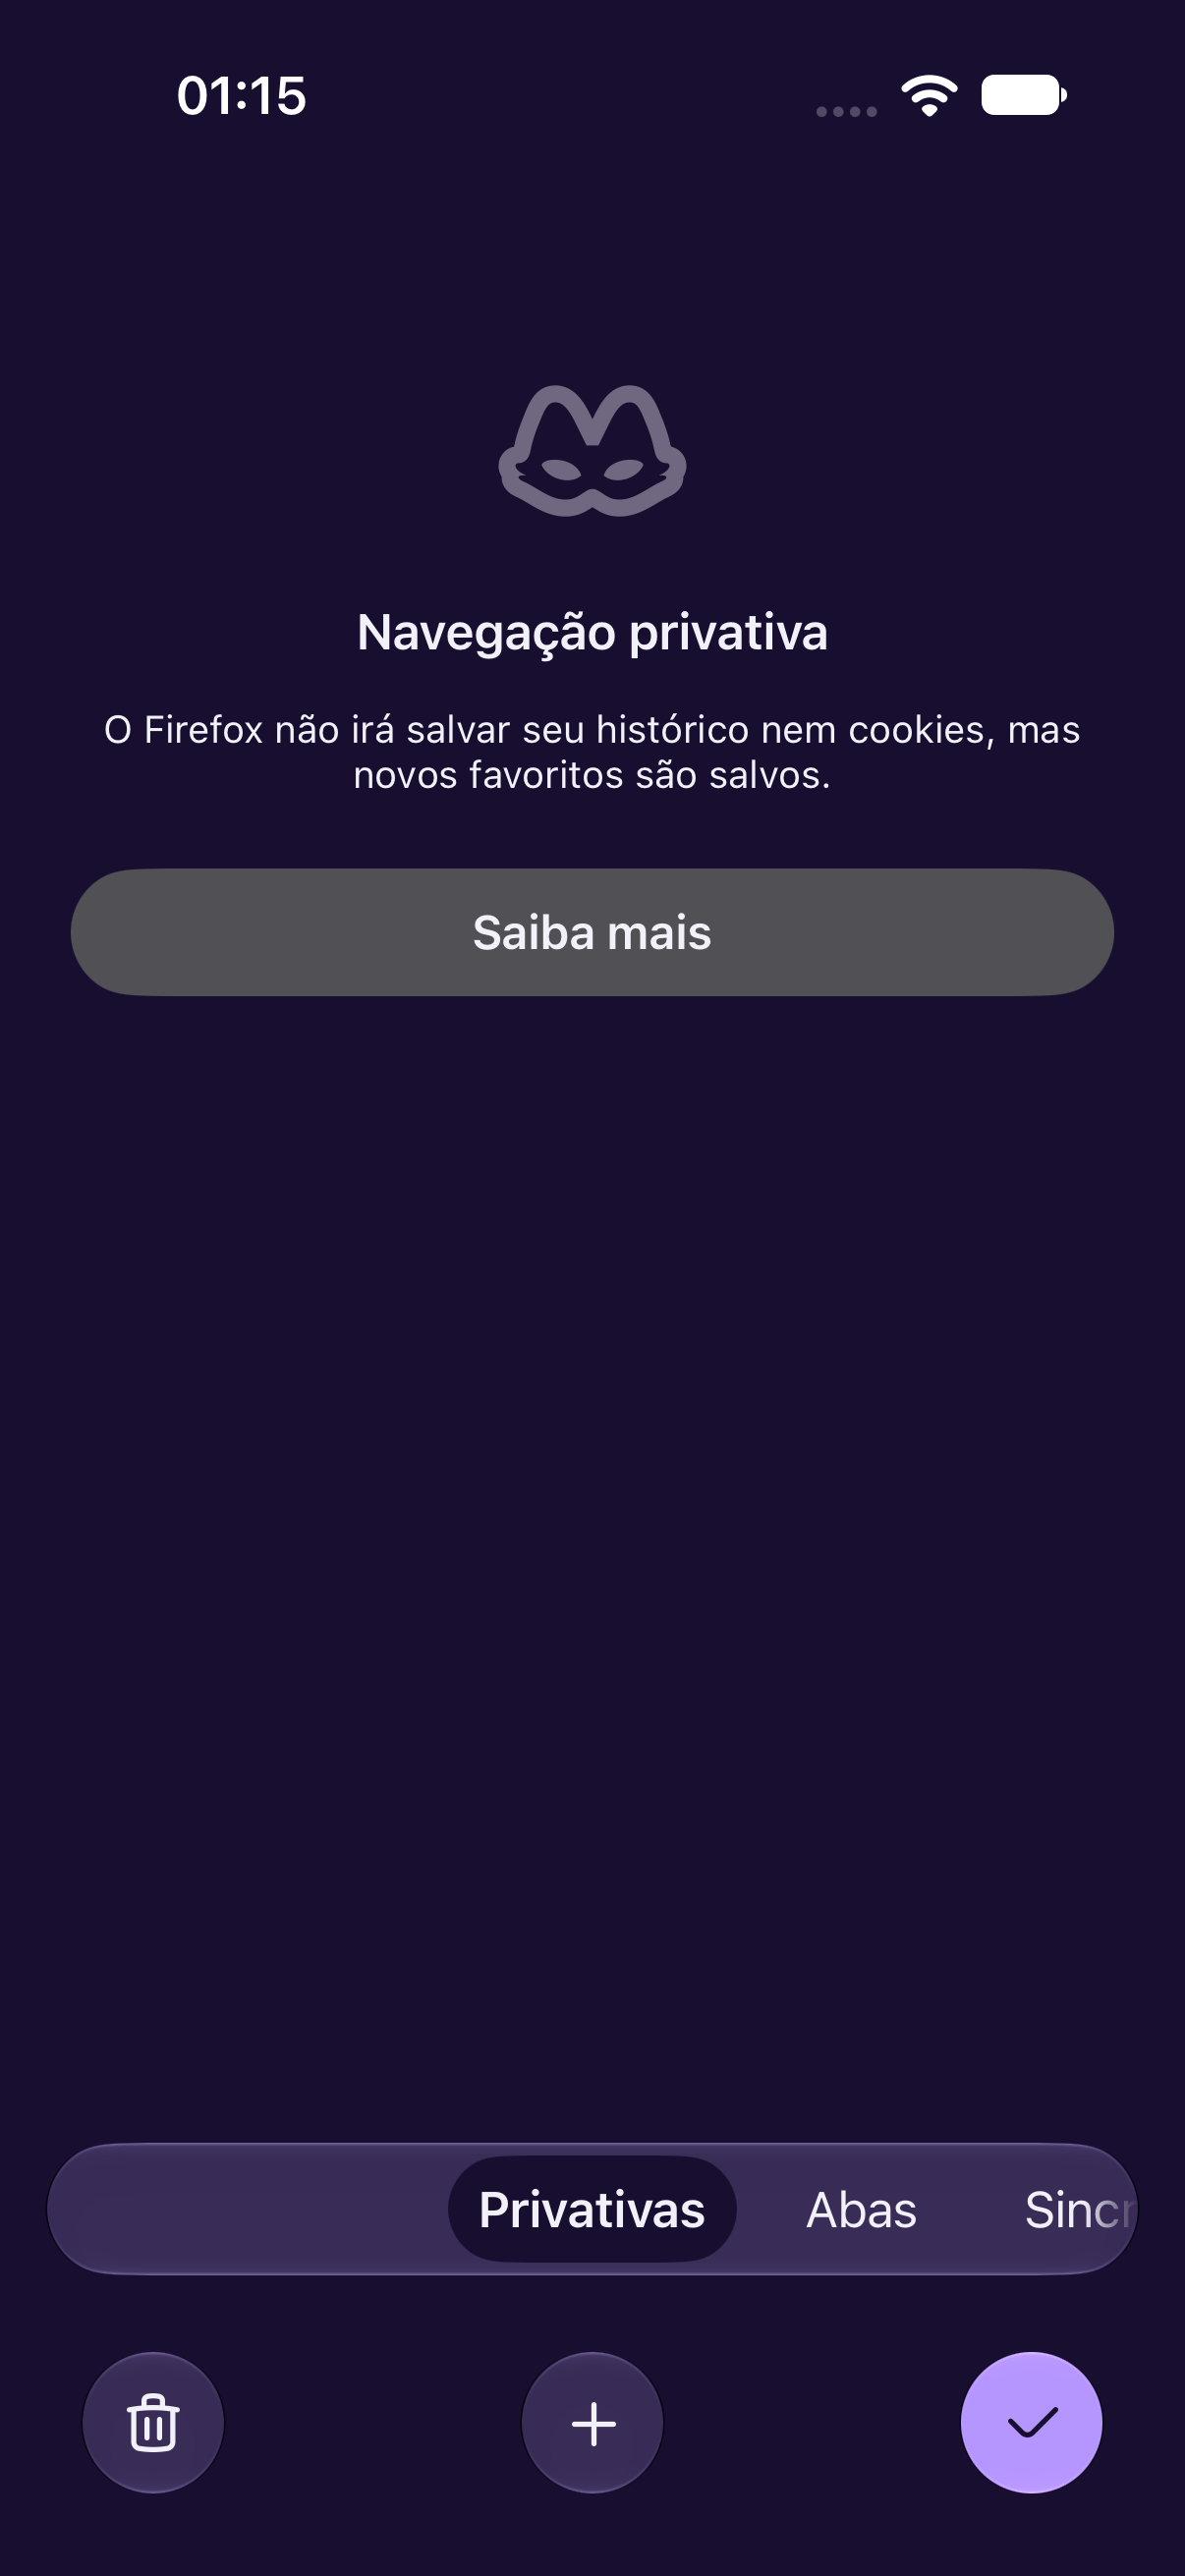 01:15
Navegação privativa
O Firefox não irá salvar seu histórico nem cookies, mas
novos favoritos são salvos.
Saiba mais
Privativas Abas Sincr